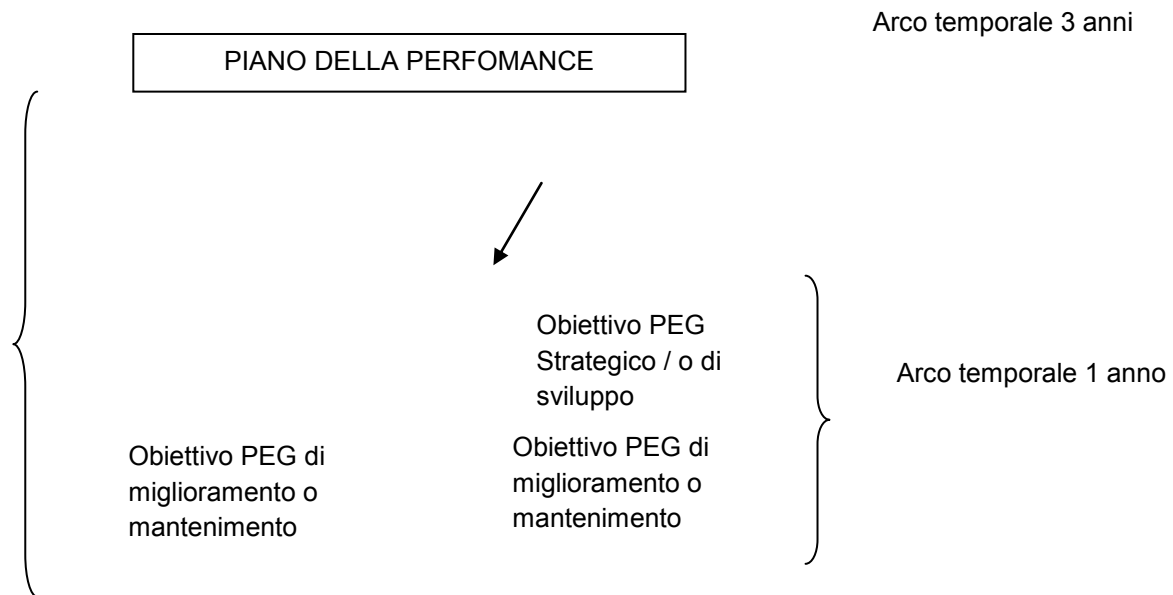 Arco temporale 3 anni
PIANO DELLA PERFOMANCE
Obiettivo PEG
Strategico / o di
sviluppo
Arco temporale 1 anno
Obiettivo PEG di
miglioramento o
mantenimento
Obiettivo PEG di
miglioramento o
mantenimento